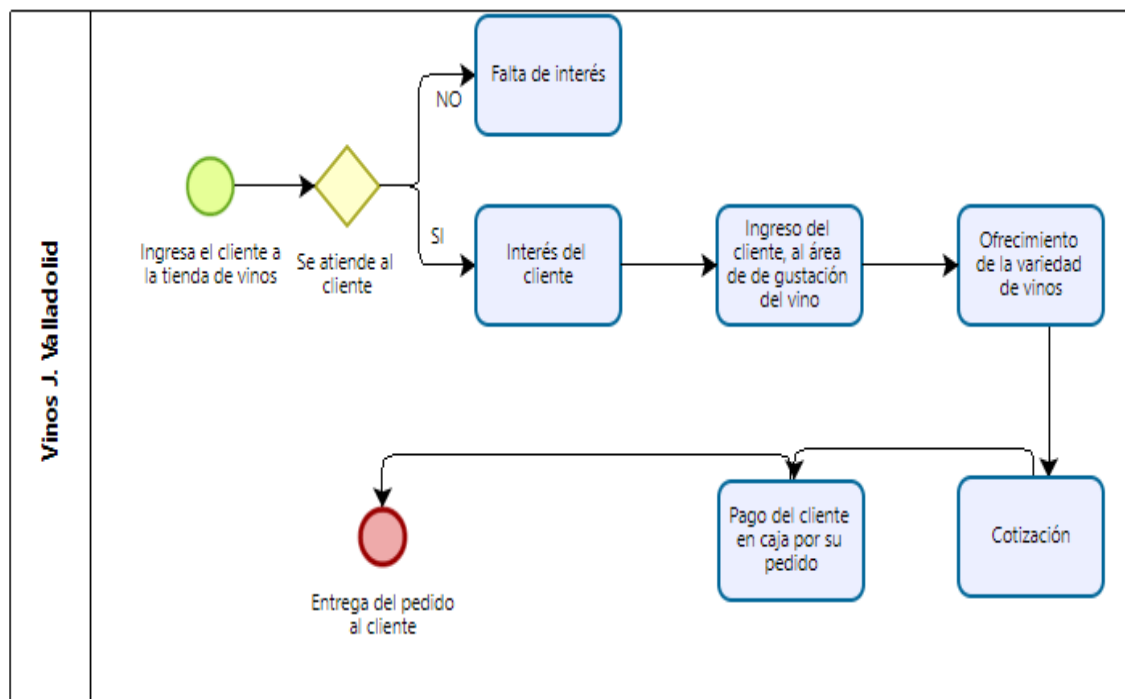 Vinos J. Valladolid
Falta de interés
NO
Ingresa el cliente a
la tienda de vinos
Se atiende al
cliente
SI
Interés del
cliente
Ingreso del
cliente, al área
de de gustación
del vino
Ofrecimiento
de la variedad
de vinos
Cotización
Pago del cliente
en caja por su
pedido
Entrega del pedido
al cliente